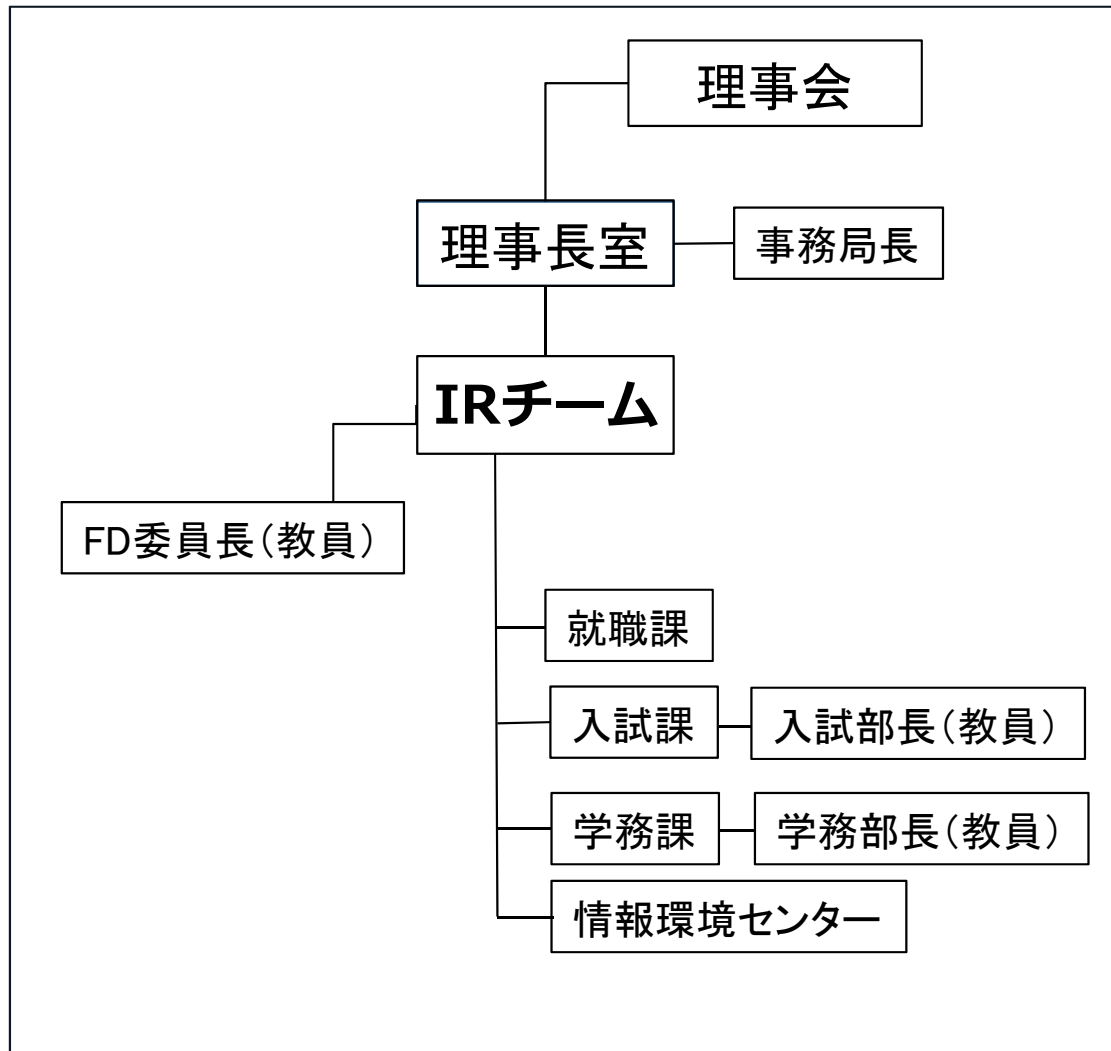 理事会
理事長室
事務局長
IRチーム
FD委員長(教員)
就職課
入試課
入試部長(教員)
学務課
学務部長(教員)
情報環境センター